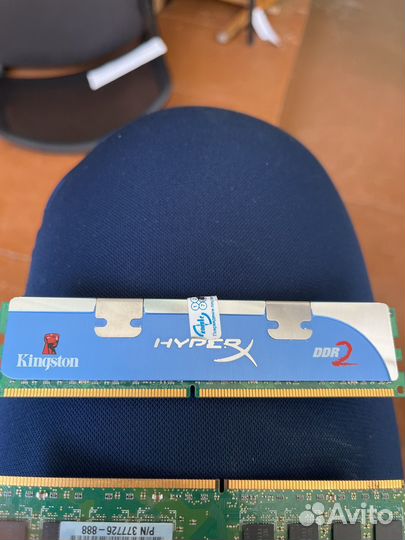 Kingston
HYPERX
DDR2
P/N 377726-888
Avito